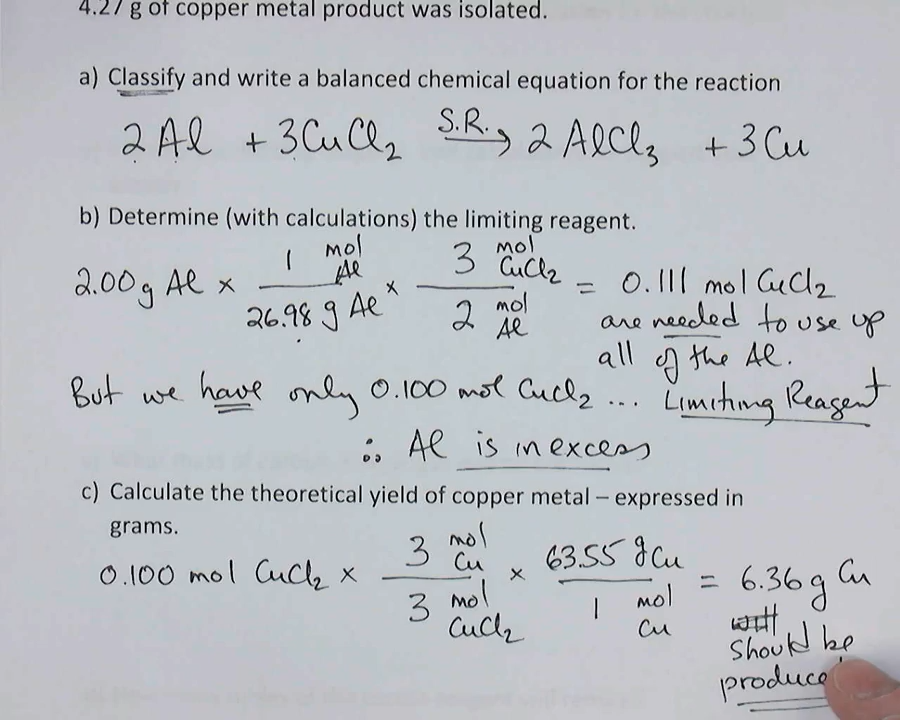 4.27 g of copper metal product was isolated.
a) Classify and write a balanced chemical equation for the reaction
2 Al + 3 CuCl₂ S.R. → 2 AlCl₃ + 3 Cu
b) Determine (with calculations) the limiting reagent.
2.00 g Al × 1 mol Al / 26.98 g Al × 3 mol CuCl₂ / 2 mol Al = 0.111 mol CuCl₂
are needed to use up
all of the Al.
But we have only 0.100 mol CuCl₂ ... Limiting Reagent
∴ Al is in excess
c) Calculate the theoretical yield of copper metal – expressed in
grams.
0.100 mol CuCl₂ × 3 mol Cu / 3 mol CuCl₂ × 63.55 g Cu / 1 mol Cu = 6.36 g Cu
should be
produce